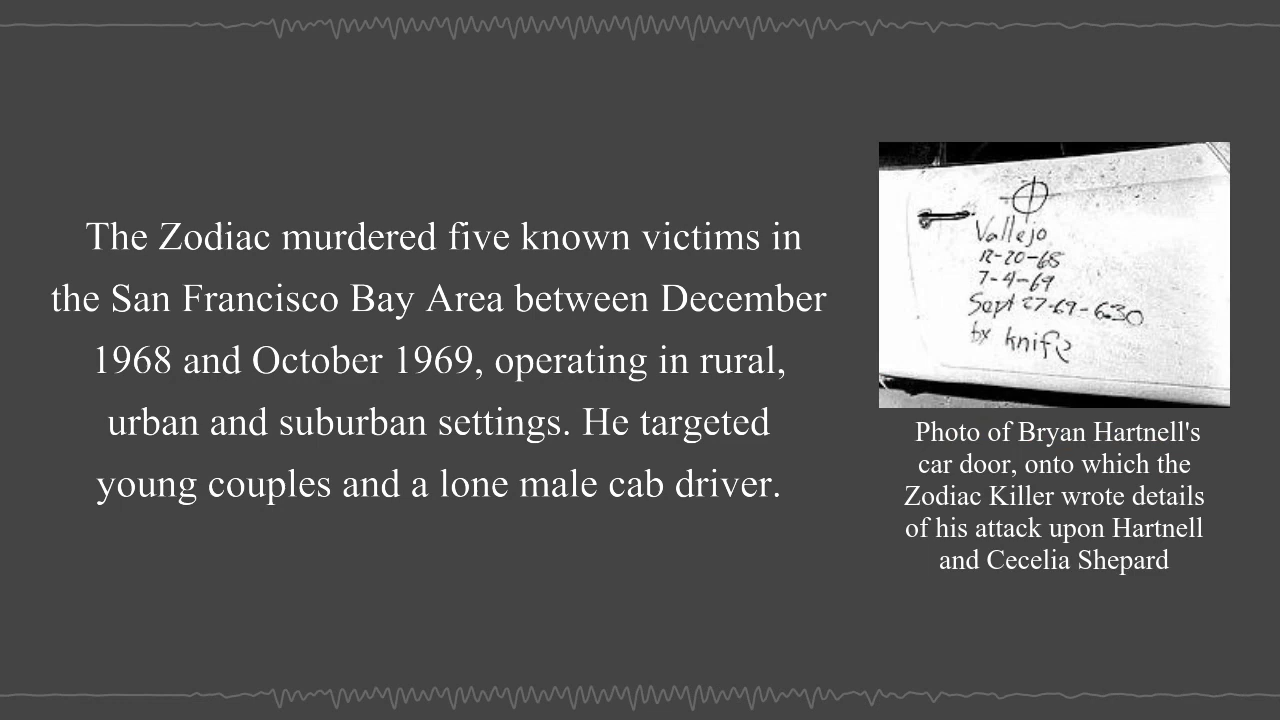 The Zodiac murdered five known victims in
the San Francisco Bay Area between December
1968 and October 1969, operating in rural,
urban and suburban settings. He targeted
young couples and a lone male cab driver.
Vallejo
12-20-68
7-4-69
Sept 27-69-6:30
by knife
Photo of Bryan Hartnell's
car door, onto which the
Zodiac Killer wrote details
of his attack upon Hartnell
and Cecelia Shepard